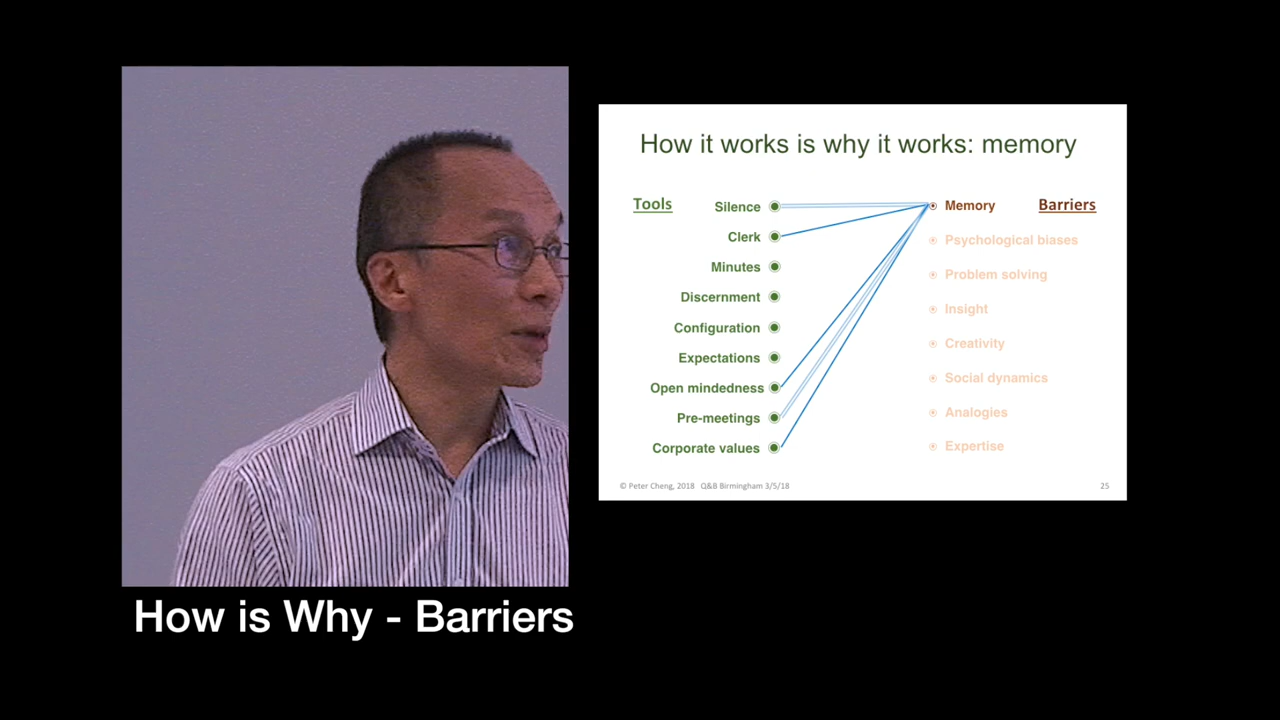 How it works is why it works: memory
Tools
Silence
Clerk
Minutes
Discernment
Configuration
Expectations
Open mindedness
Pre-meetings
Corporate values
Memory
Barriers
Psychological biases
Problem solving
Insight
Creativity
Social dynamics
Analogies
Expertise
© Peter Cheng, 2018 Q&B Birmingham 3/5/18
25
How is Why - Barriers